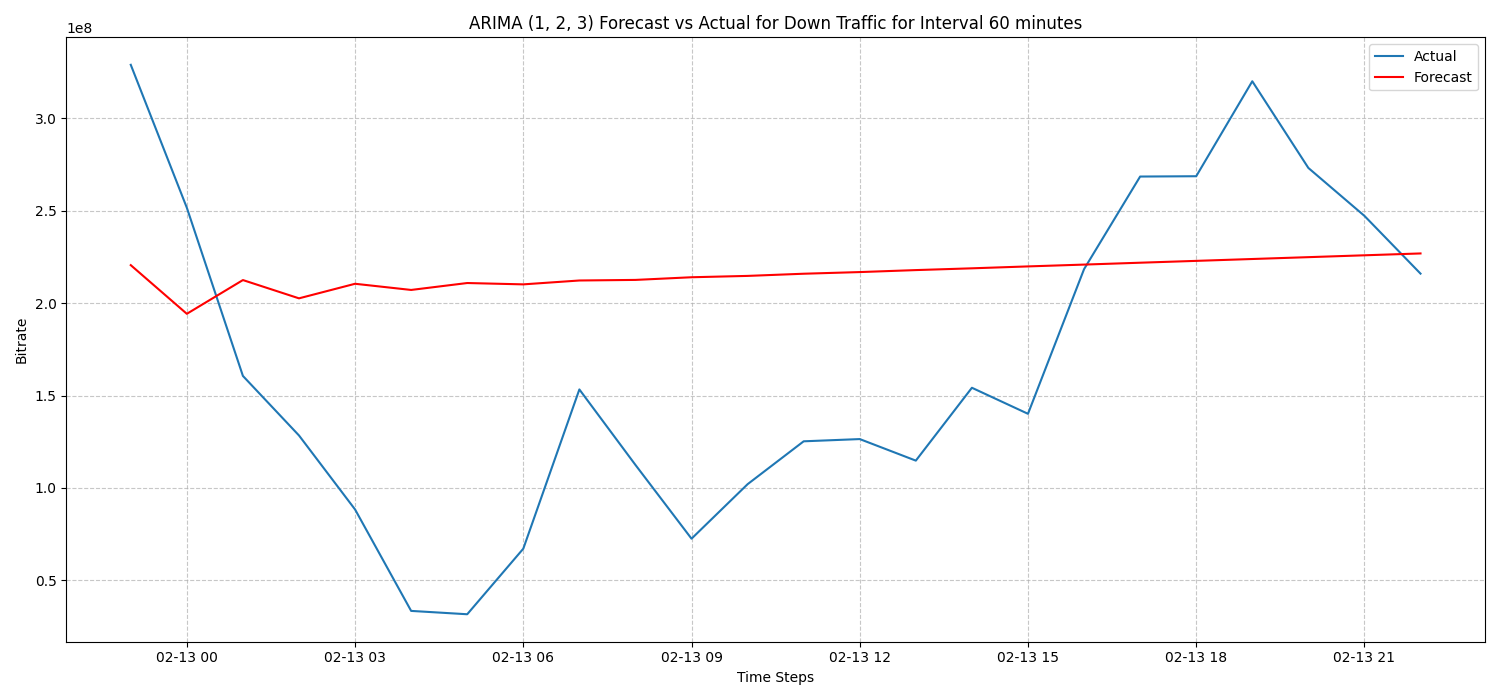 ARIMA (1, 2, 3) Forecast vs Actual for Down Traffic for Interval 60 minutes
1e8
Actual
Forecast
3.0
2.5
2.0
1.5
1.0
0.5
Bitrate
02-13 00
02-13 03
02-13 06
02-13 09
02-13 12
02-13 15
02-13 18
02-13 21
Time Steps